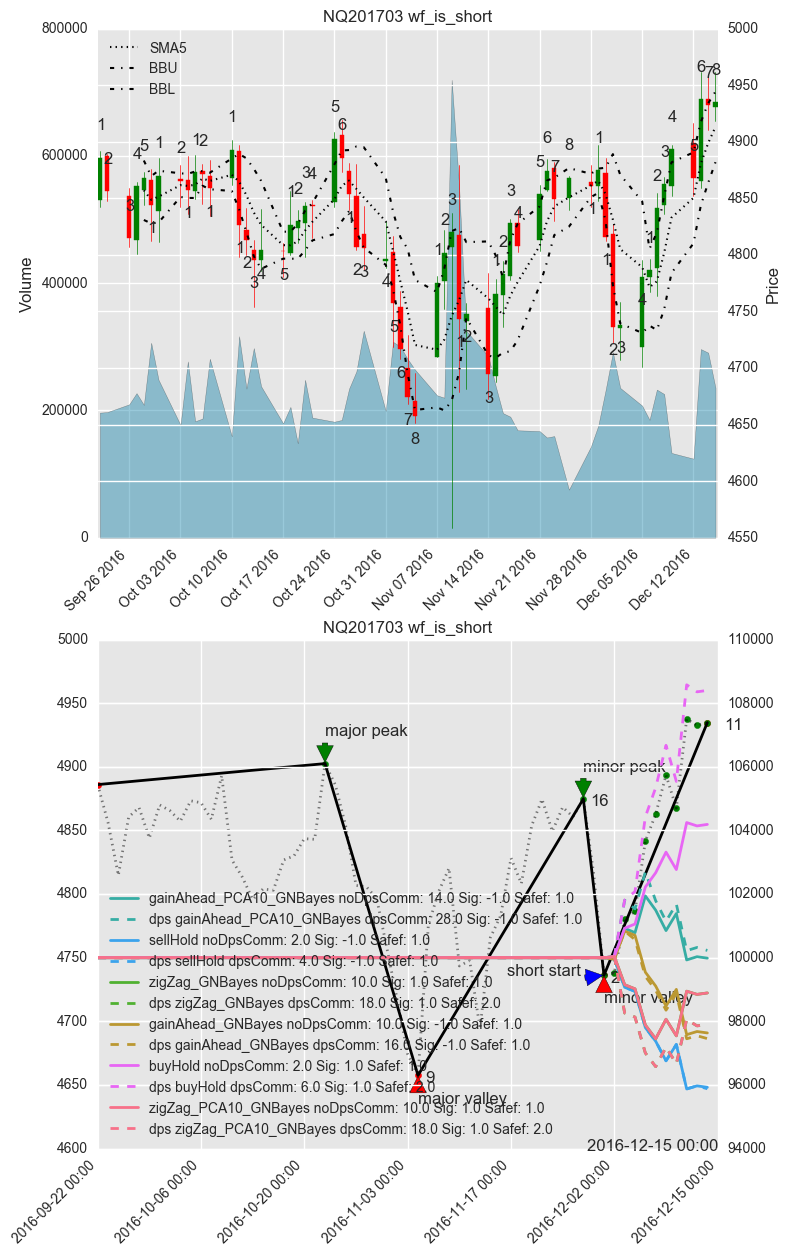 NQ201703 wf_is_short
800000
600000
400000
200000
0
Volume
SMA5
BBU
BBL
5000
4950
4900
4850
4800
4750
4700
4650
4600
4550
Price
Sep 26 2016
Oct 03 2016
Oct 10 2016
Oct 17 2016
Oct 24 2016
Oct 31 2016
Nov 07 2016
Nov 14 2016
Nov 21 2016
Nov 28 2016
Dec 05 2016
Dec 12 2016
NQ201703 wf_is_short
5000
4950
4900
4850
4800
4750
4700
4650
4600
110000
108000
106000
104000
102000
100000
98000
96000
94000
major peak
minor peak
11
16
short start
2
minor valley
9
major valley
gainAhead_PCA10_GNBayes noDpsComm: 14.0 Sig: -1.0 Safef: 1.0
dps gainAhead_PCA10_GNBayes dpsComm: 28.0 Sig: -1.0 Safef: 1.0
sellHold noDpsComm: 2.0 Sig: -1.0 Safef: 1.0
dps sellHold dpsComm: 4.0 Sig: -1.0 Safef: 1.0
zigZag_GNBayes noDpsComm: 10.0 Sig: 1.0 Safef: 1.0
dps zigZag_GNBayes dpsComm: 18.0 Sig: 1.0 Safef: 2.0
gainAhead_GNBayes noDpsComm: 10.0 Sig: -1.0 Safef: 1.0
dps gainAhead_GNBayes dpsComm: 16.0 Sig: -1.0 Safef: 1.0
buyHold noDpsComm: 2.0 Sig: 1.0 Safef: 1.0
dps buyHold dpsComm: 6.0 Sig: 1.0 Safef: 2.0
zigZag_PCA10_GNBayes noDpsComm: 10.0 Sig: 1.0 Safef: 1.0
dps zigZag_PCA10_GNBayes dpsComm: 18.0 Sig: 1.0 Safef: 2.0
2016-12-15 00:00
2016-09-22 00:00
2016-10-06 00:00
2016-10-20 00:00
2016-11-03 00:00
2016-11-17 00:00
2016-12-02 00:00
2016-12-15 00:00